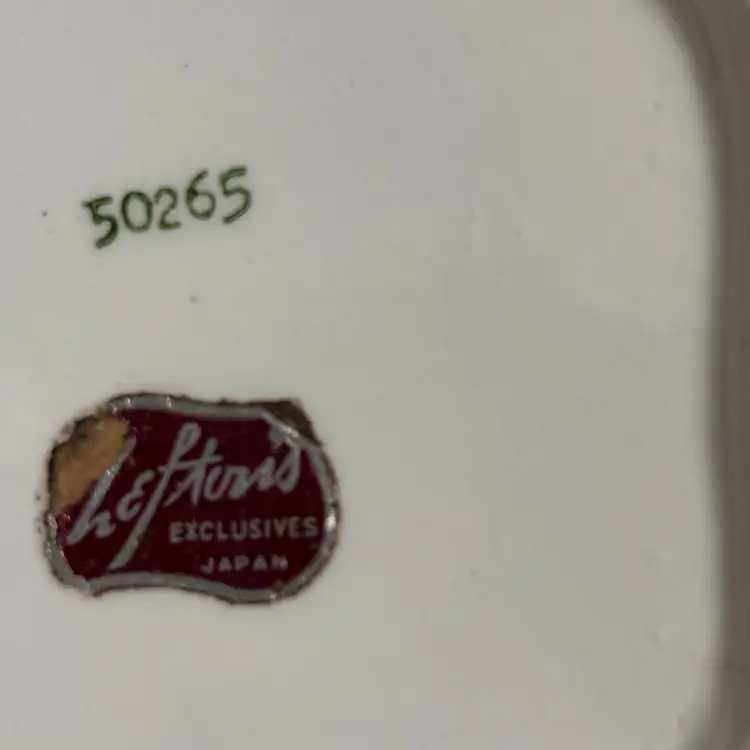 50265
Lefton's
EXCLUSIVES
JAPAN